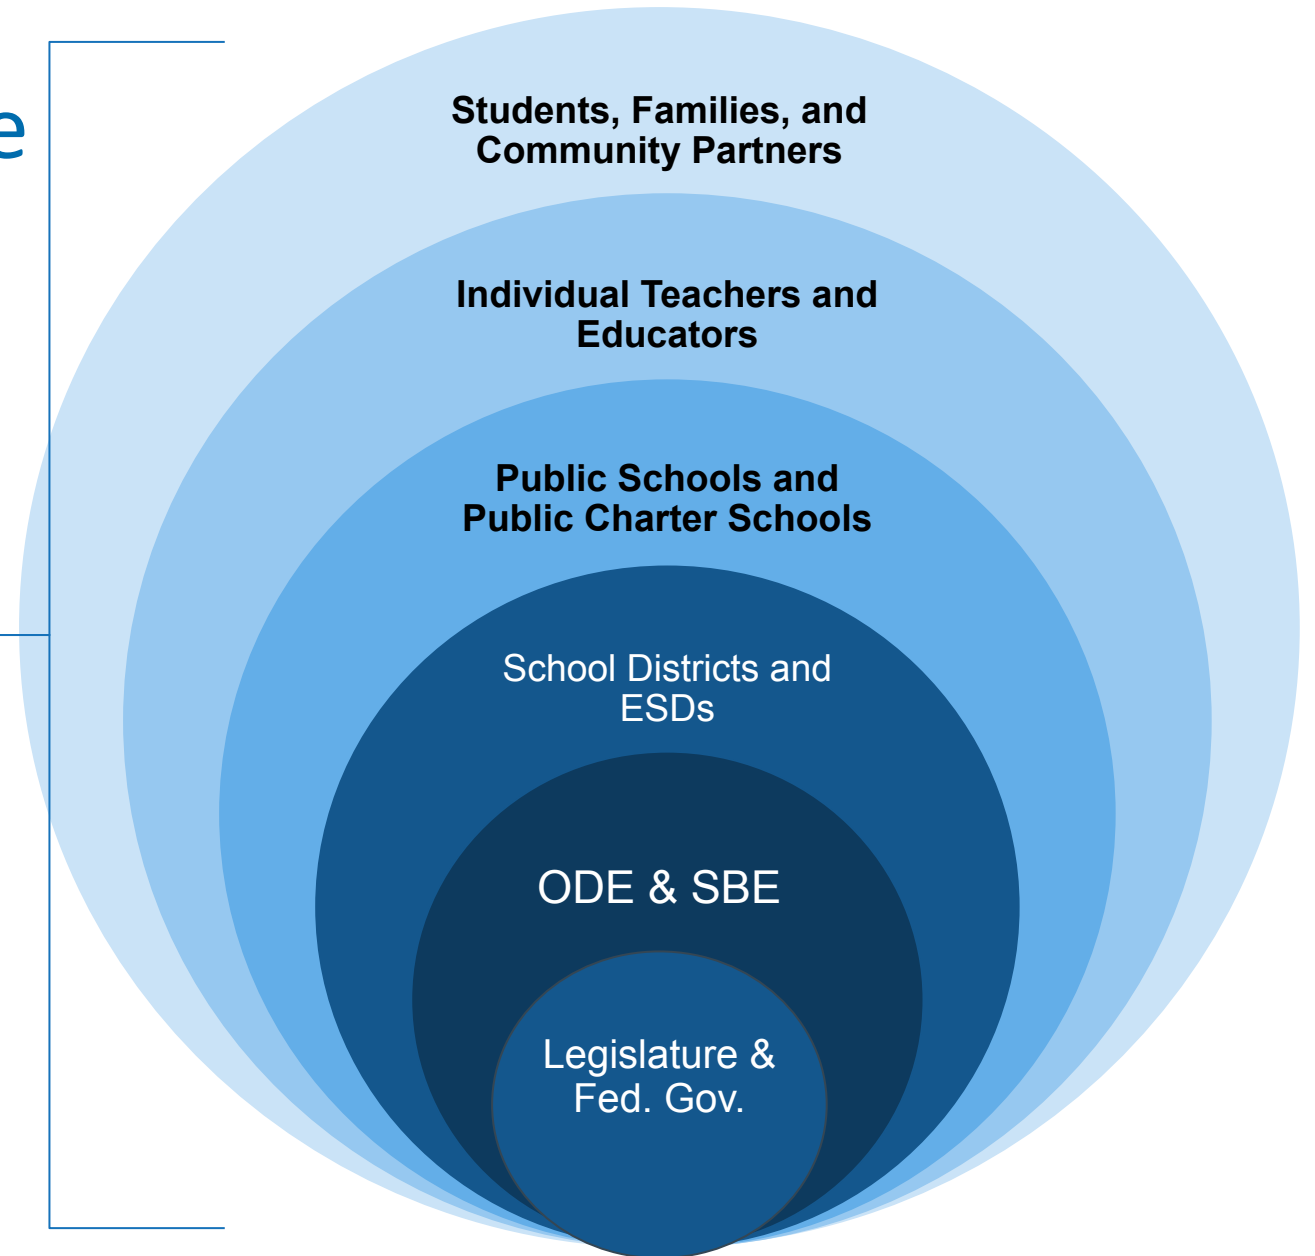 e
Students, Families, and
Community Partners
Individual Teachers and
Educators
Public Schools and
Public Charter Schools
School Districts and
ESDs
ODE & SBE
Legislature &
Fed. Gov.